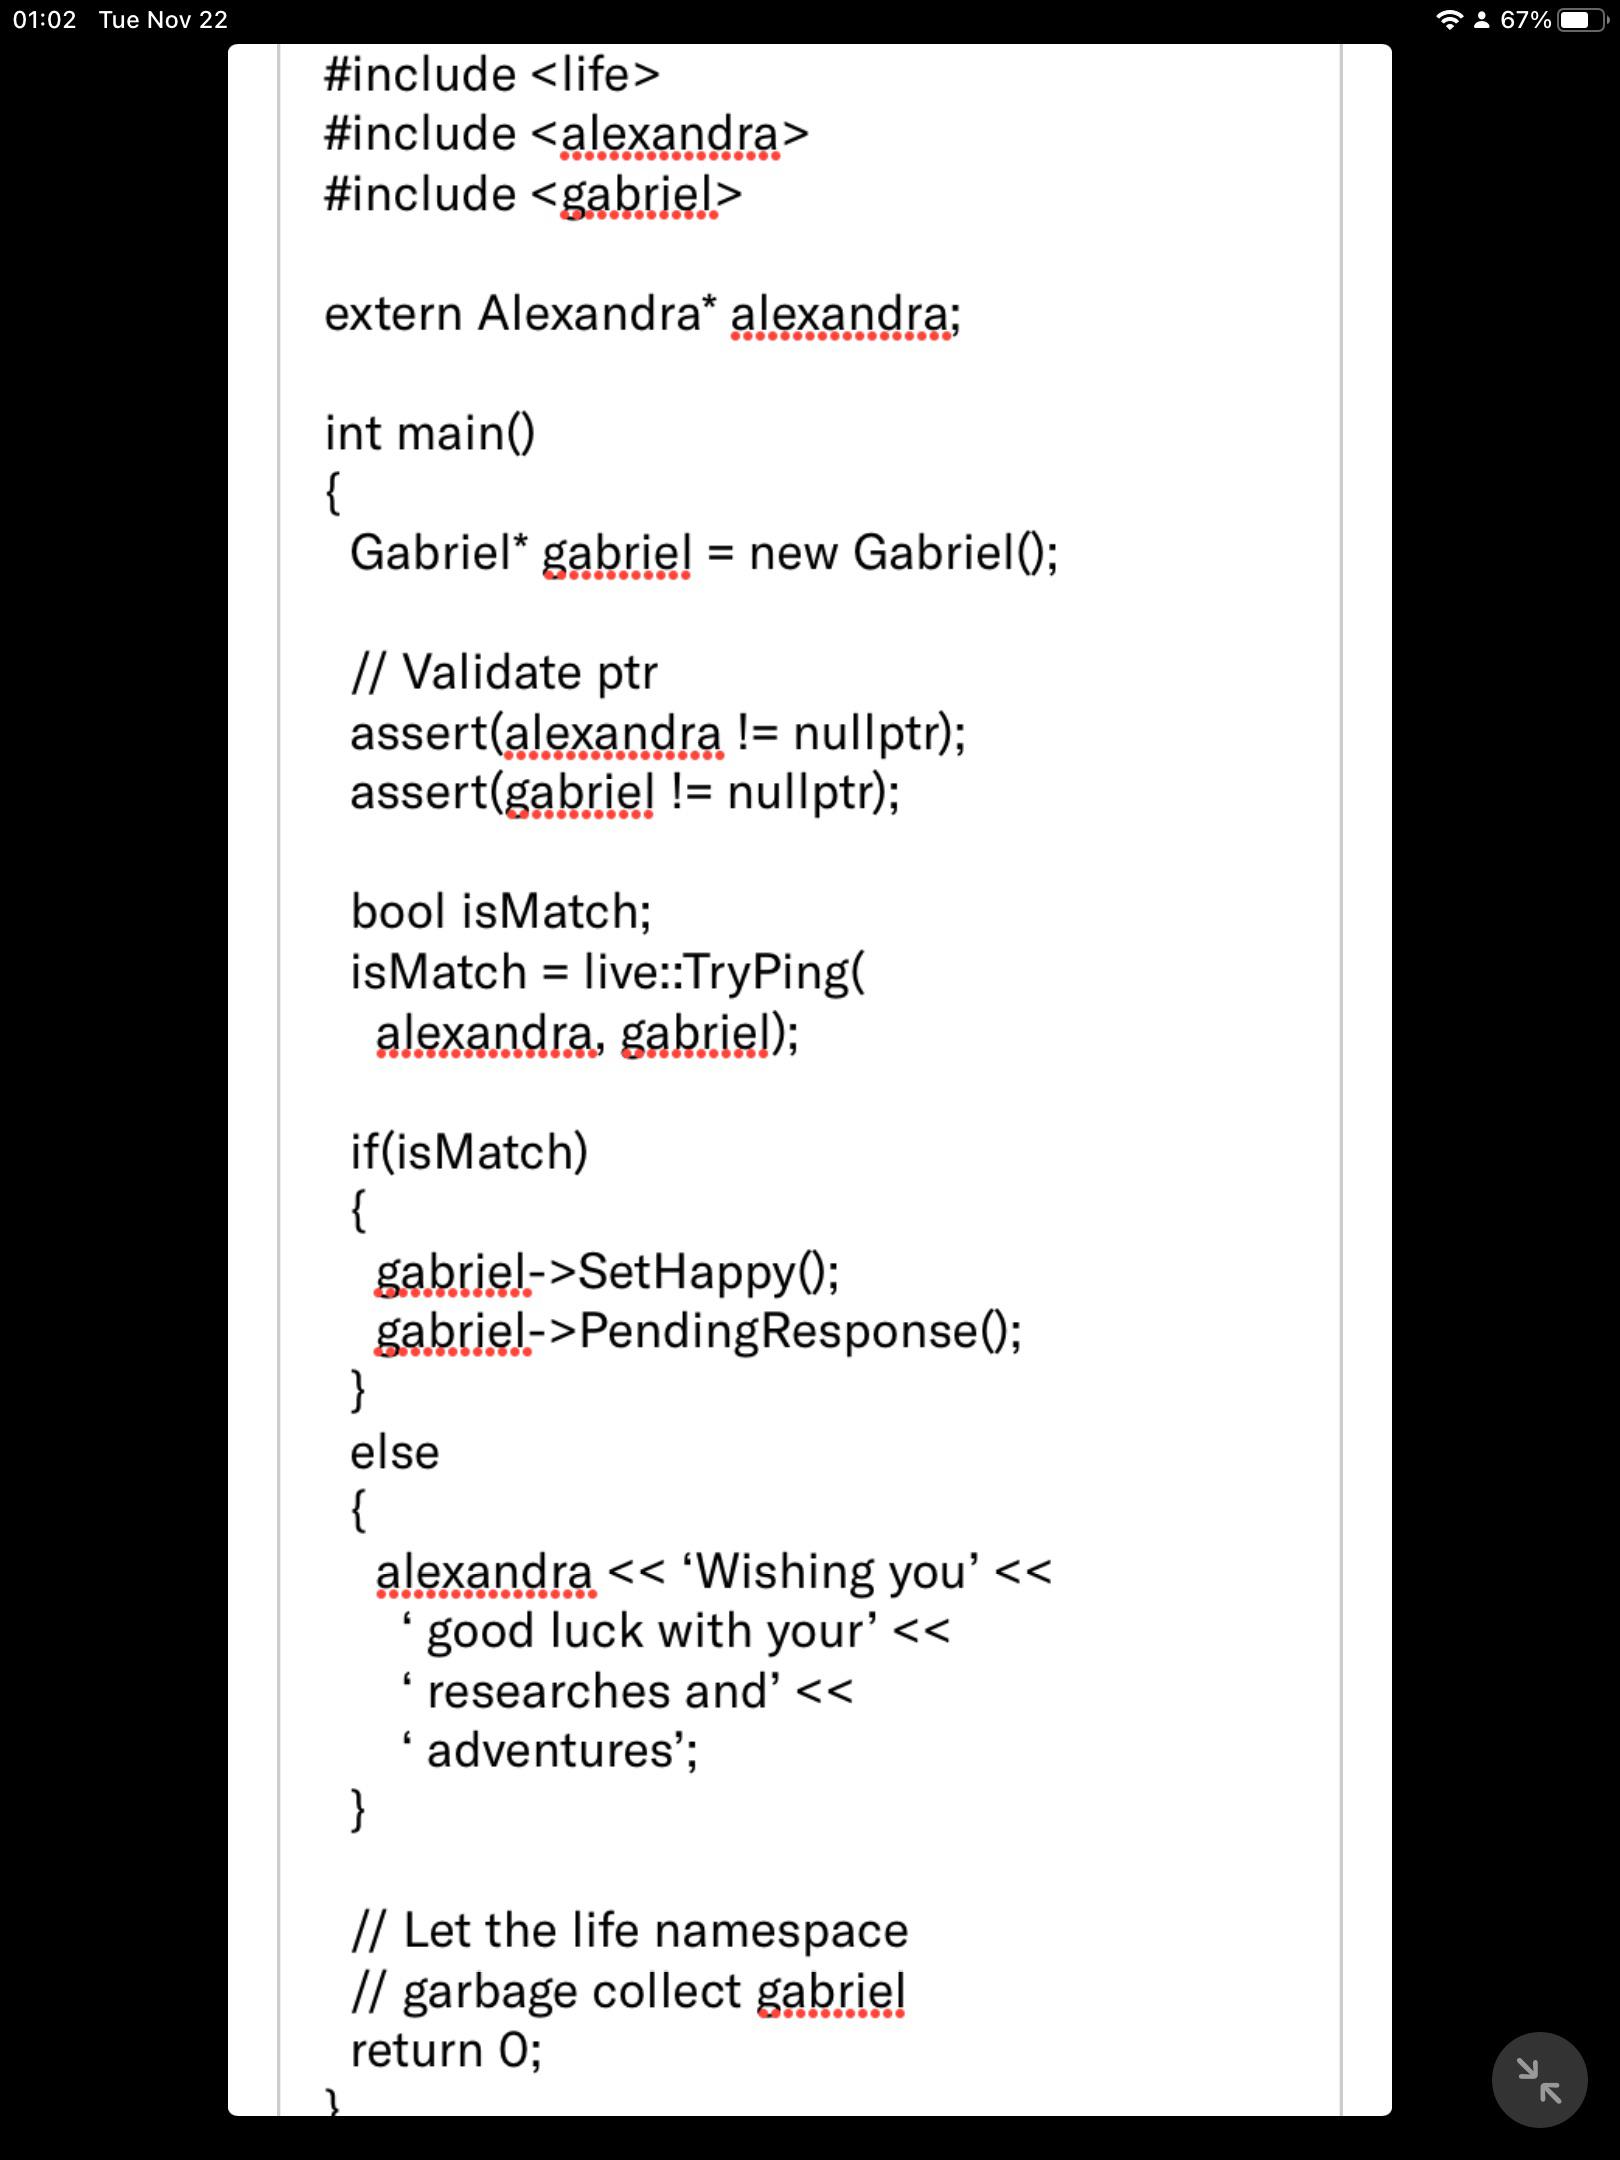 01:02 Tue Nov 22 67%
#include <life>
#include <alexandra>
#include <gabriel>
extern Alexandra* alexandra;
int main()
{
Gabriel* gabriel = new Gabriel();
// Validate ptr
assert(alexandra != nullptr);
assert(gabriel != nullptr);
bool isMatch;
isMatch = live::TryPing(
alexandra, gabriel);
if(isMatch)
{
gabriel->SetHappy();
gabriel->PendingResponse();
}
else
{
alexandra << ‘Wishing you’ <<
‘ good luck with your’ <<
‘ researches and’ <<
‘ adventures’;
}
// Let the life namespace
// garbage collect gabriel
return 0;
}